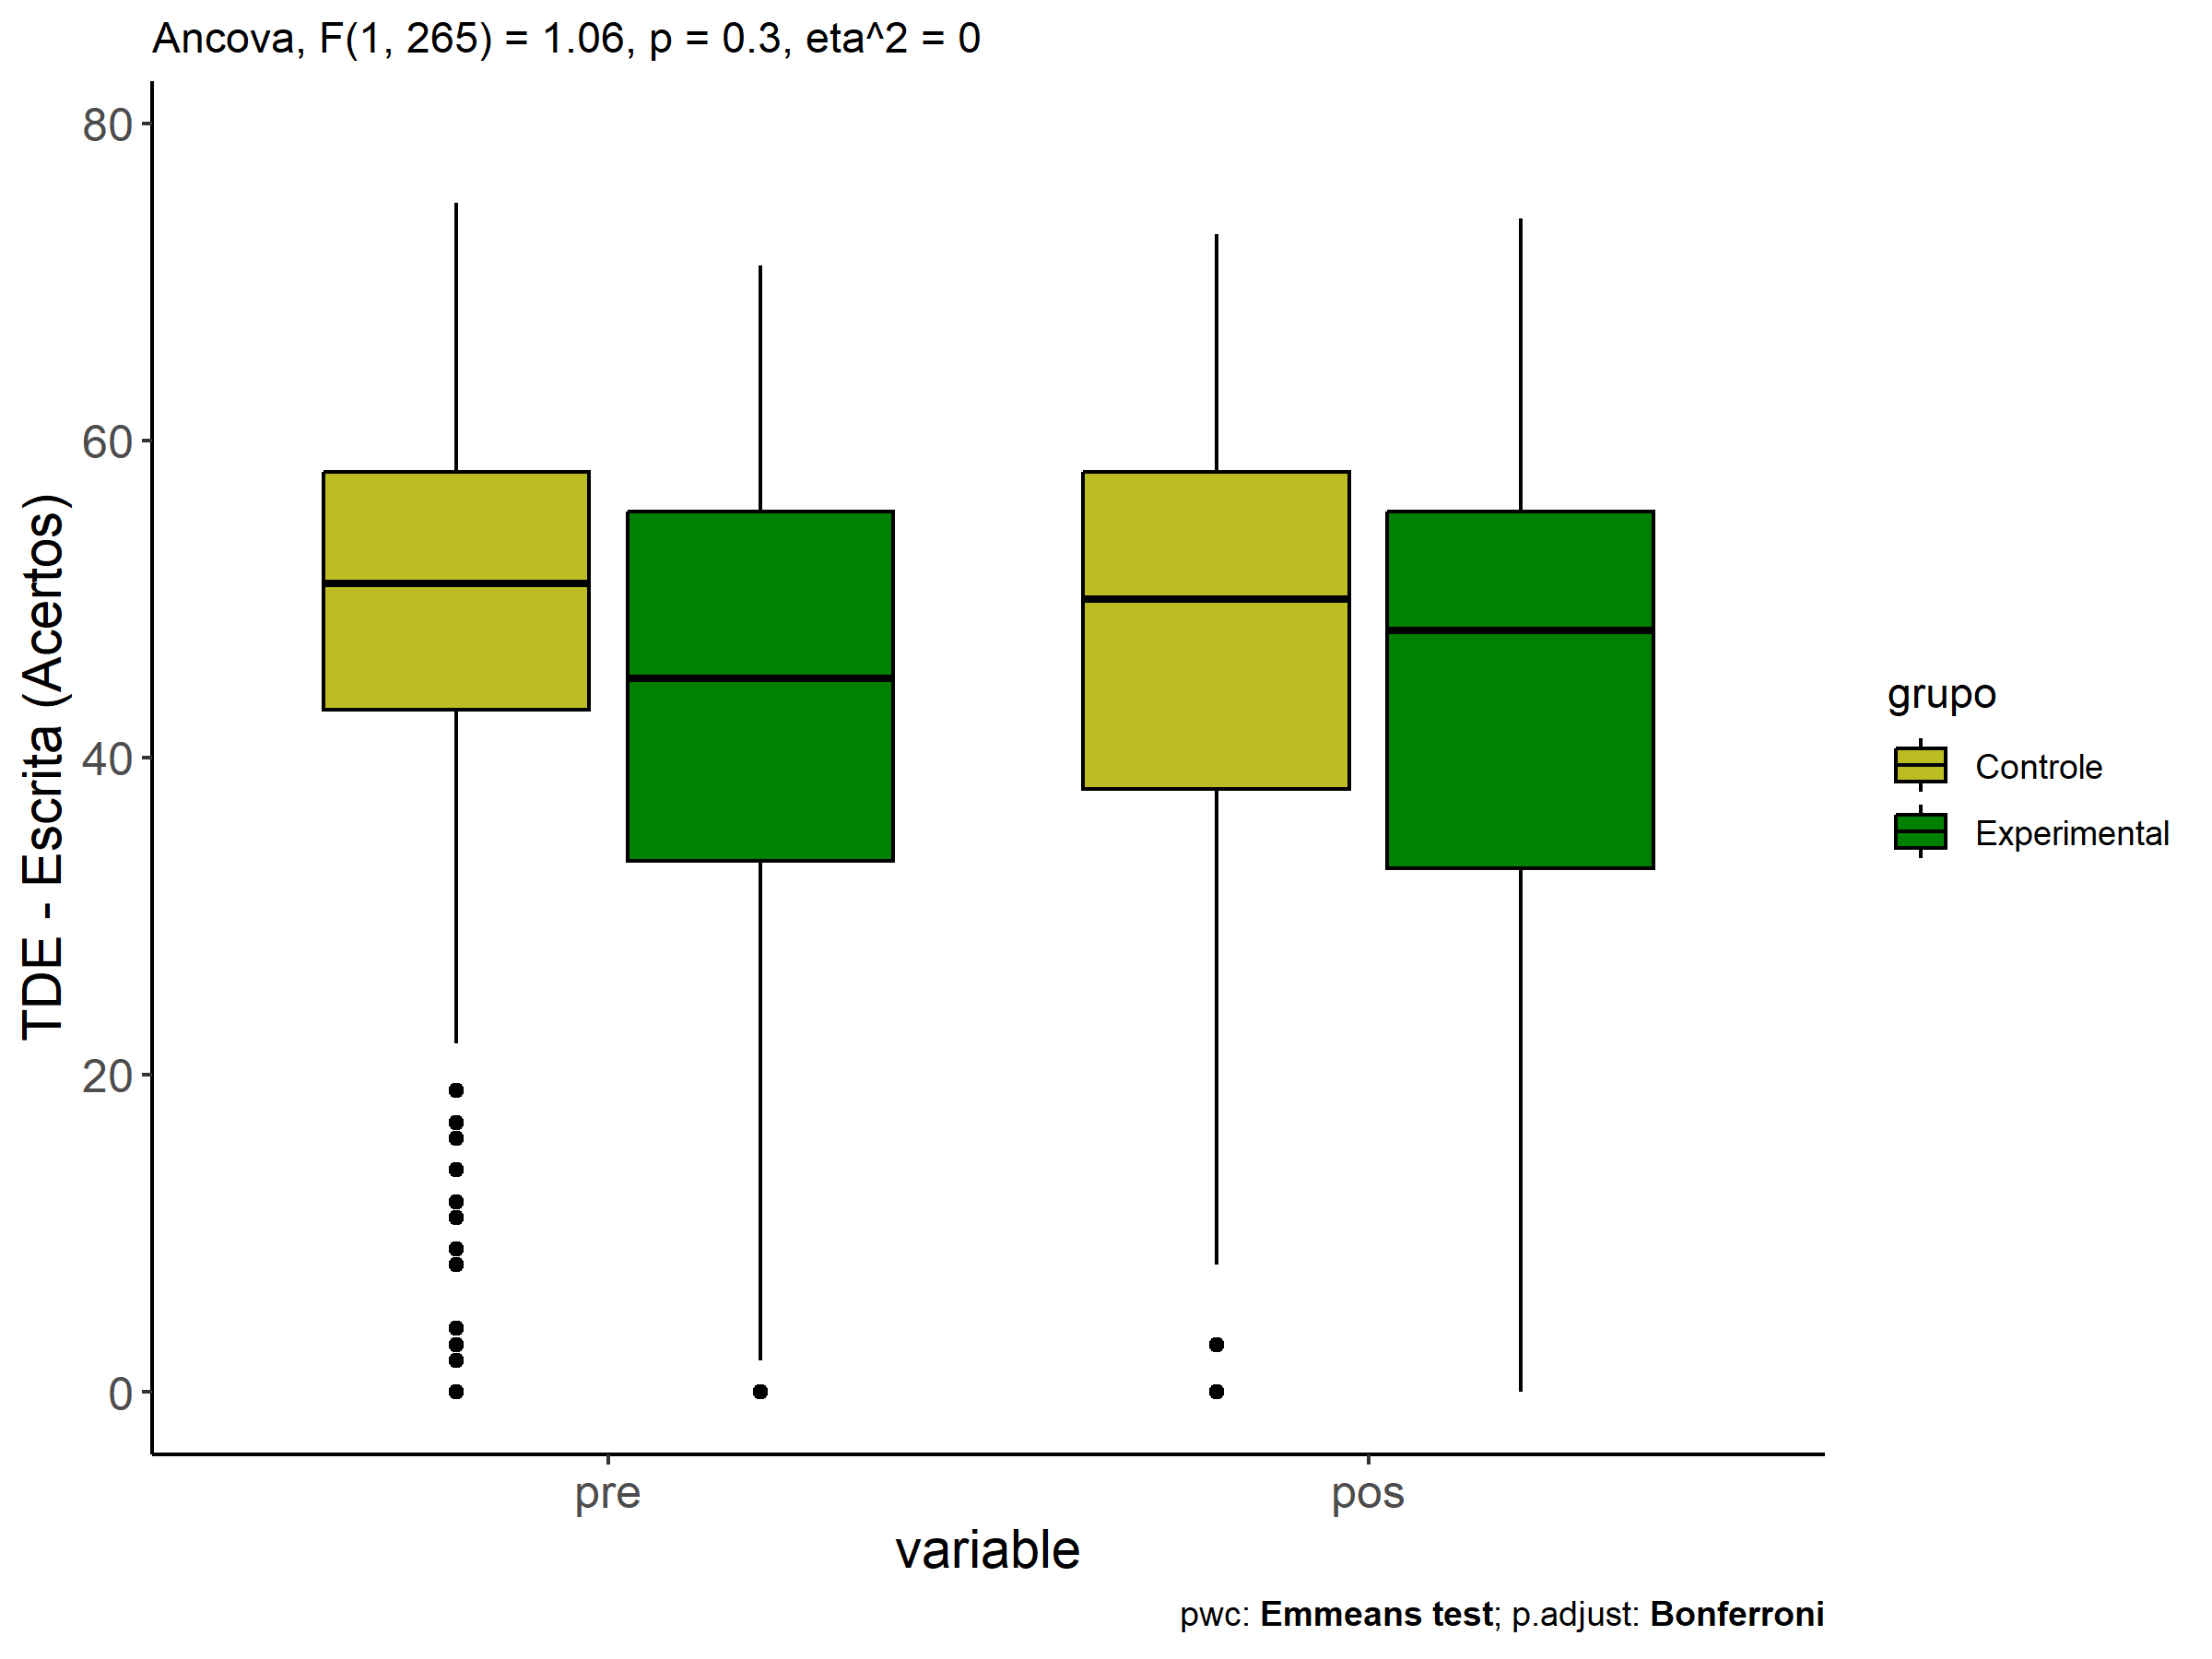 Ancova, F(1, 265) = 1.06, p = 0.3, eta^2 = 0
TDE - Escrita (Acertos)
80
60
40
20
0
pre
pos
variable
grupo
Controle
Experimental
pwc: Emmeans test; p.adjust: Bonferroni